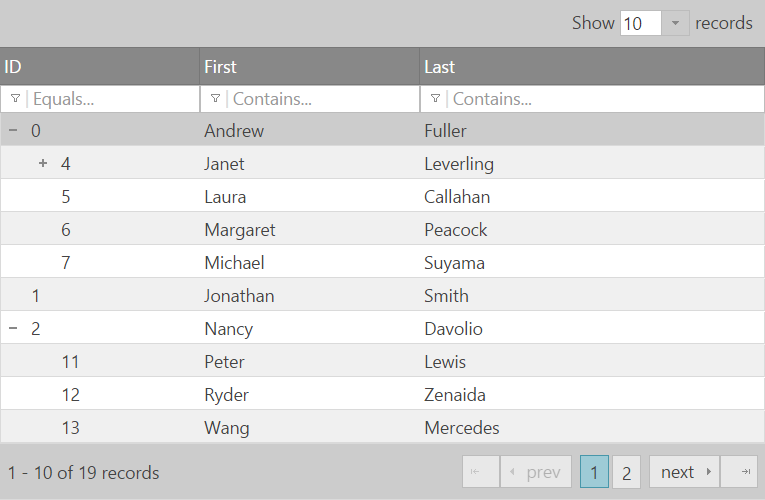 Show 10 records
ID First Last
Equals... Contains... Contains...
0 Andrew Fuller
4 Janet Leverling
5 Laura Callahan
6 Margaret Peacock
7 Michael Suyama
1 Jonathan Smith
2 Nancy Davolio
11 Peter Lewis
12 Ryder Zenaida
13 Wang Mercedes
1 - 10 of 19 records prev 1 2 next